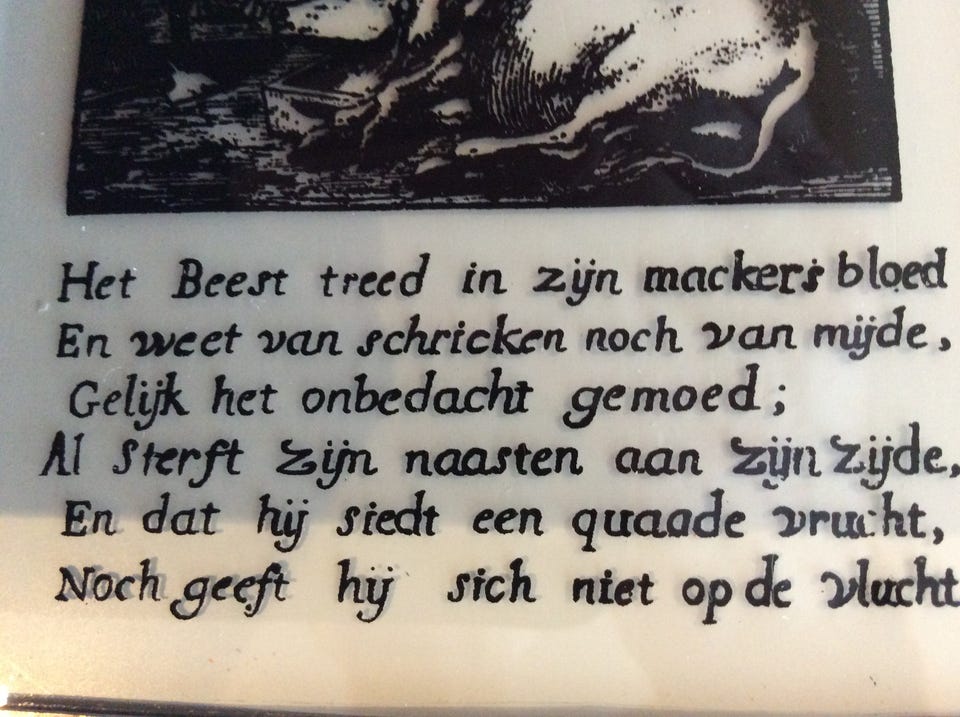 Het Beest treed in zijn mackers bloed
En weet van schricken noch van mijde,
Gelijk het onbedacht gemoed;
Al sterft zijn naasten aan zijn zijde,
En dat hij siedt een quaade vrucht,
Noch geeft hij sich niet op de vlucht